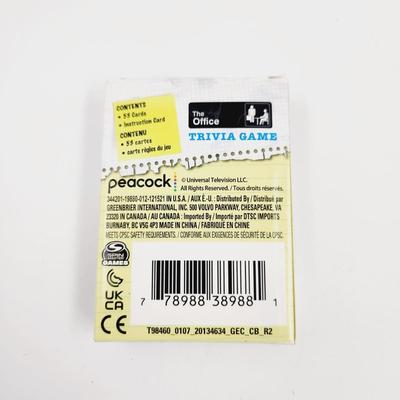 CONTENTS
• 55 Cards
• Instruction Card
CONTENU
• 55 cartes
• carte règles du jeu
The
Office
TRIVIA GAME
peacock
© Universal Television LLC.
All Rights Reserved. / Tous droits réservés.
344201-19860-012-121521 IN U.S.A. / AUX É.-U. : Distributed By / Distribué par
GREENBRIER INTERNATIONAL, INC. 500 VOLVO PARKWAY, CHESAPEAKE, VA
23320 IN CANADA / AU CANADA : Imported By / Importé par DTSC IMPORTS
BURNABY, BC V5G 4P3 MADE IN CHINA / FABRIQUÉ EN CHINE
MEETS CPSC SAFETY REQUIREMENTS. / CONFORME AUX EXIGENCES DE SÉCURITÉ DE LA CPSC.
SPIN
MASTER
GAMES
UK
CA
CE
7 78988 38988 1
T98460_0107_20134634_GEC_CB_R2